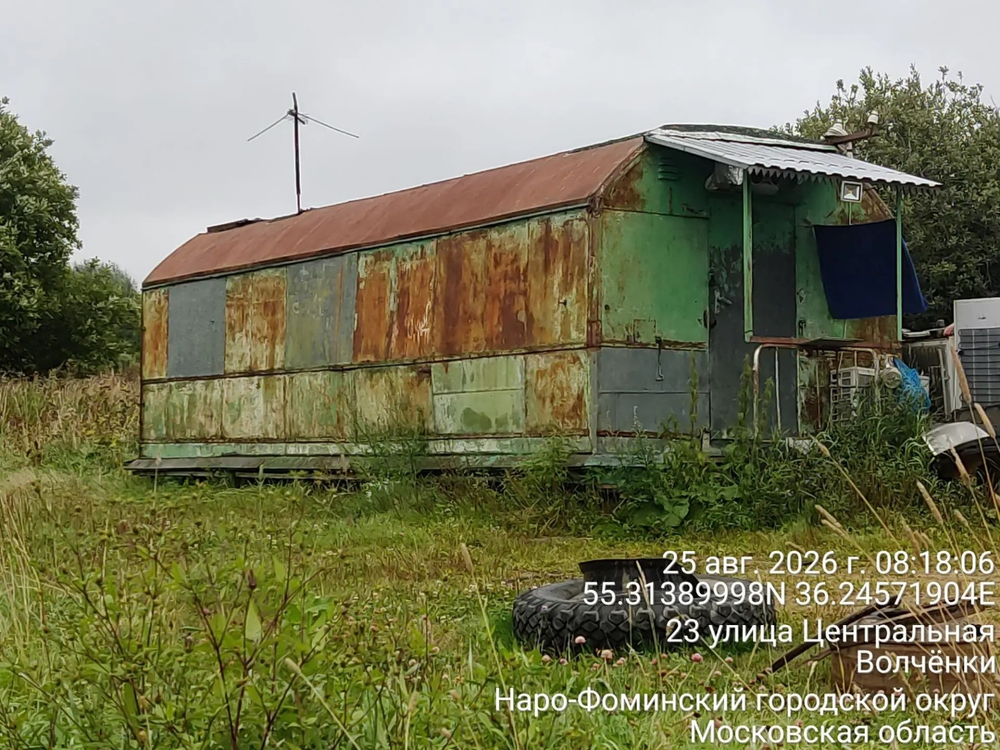 25 авг. 2026 г. 08:18:06
55.31389998N 36.24571904E
23 улица Центральная
Волчёнки
Наро-Фоминский городской округ
Московская область